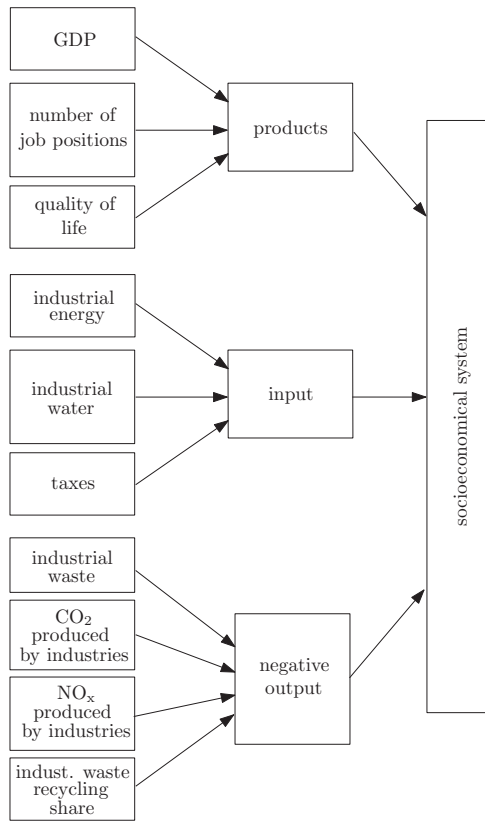 GDP
number of
job positions
quality of
life
products
industrial
energy
industrial
water
taxes
input
industrial
waste
CO₂
produced
by industries
NOₓ
produced
by industries
indust. waste
recycling
share
negative
output
socioeconomical system